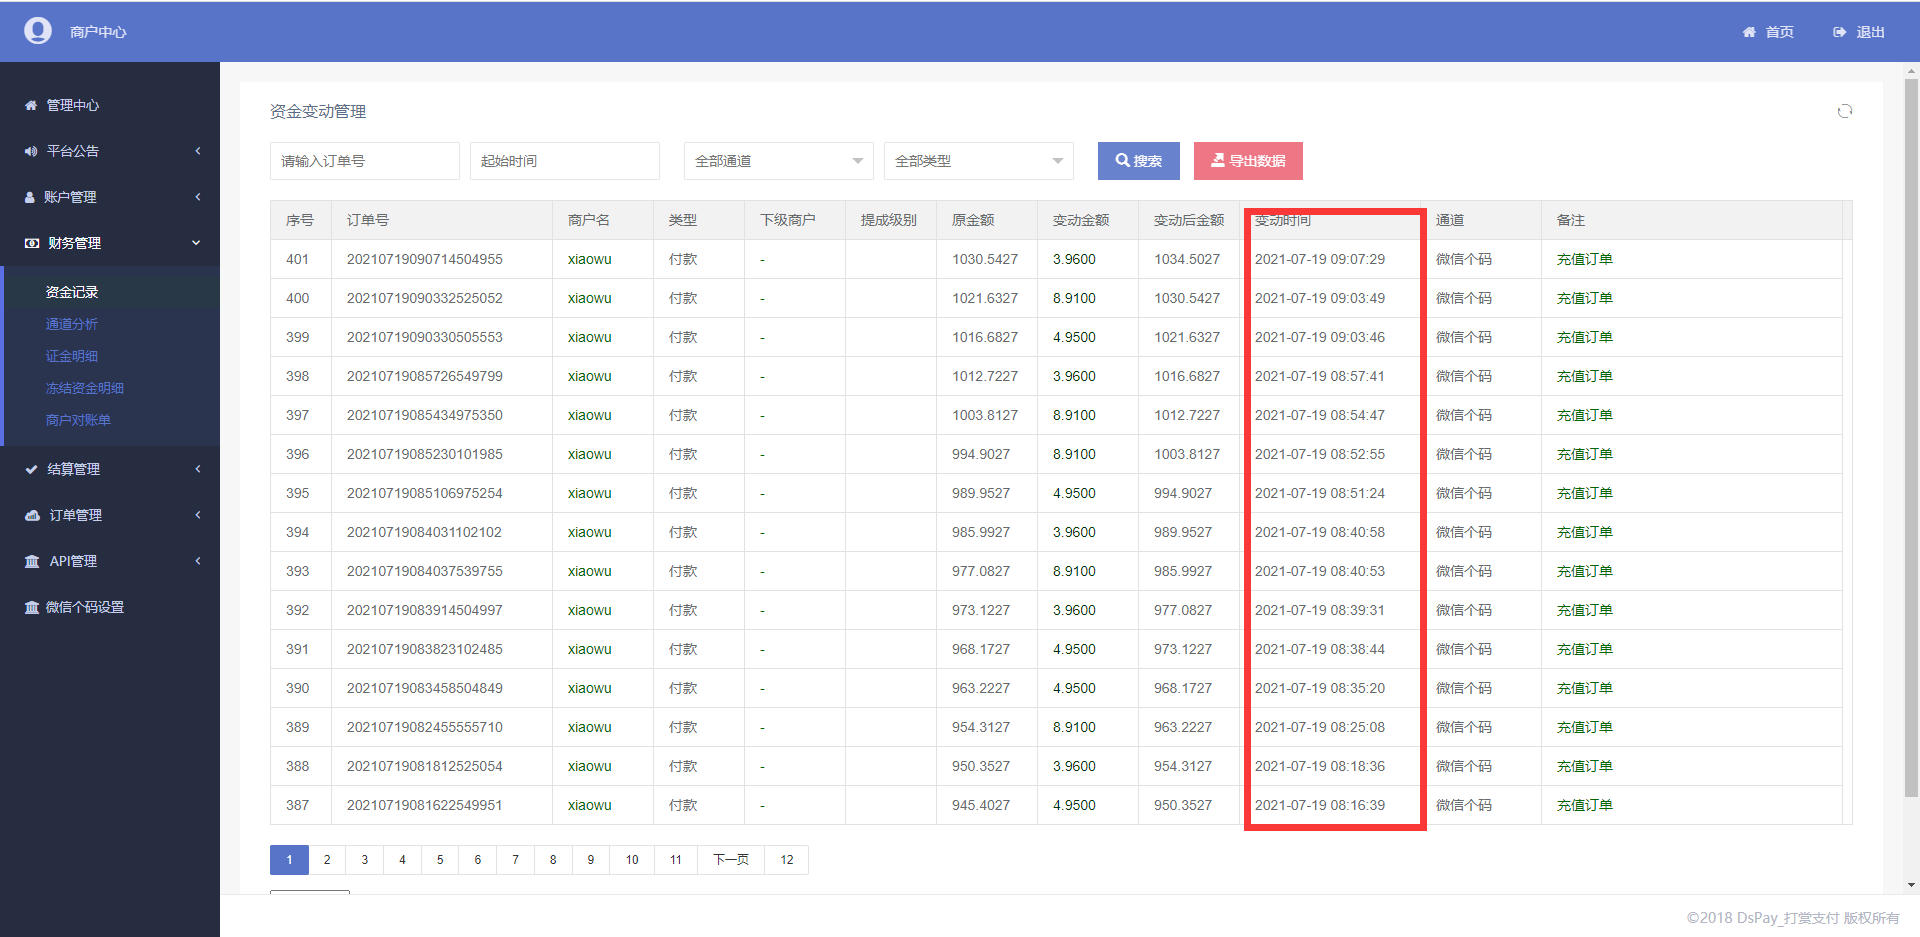 商户中心
首页
退出
管理中心
平台公告
账户管理
财务管理
资金记录
通道分析
证金明细
冻结资金明细
商户对账单
结算管理
订单管理
API管理
微信个码设置
资金变动管理
请输入订单号 起始时间 全部通道 全部类型 搜索 导出数据
序号 订单号 商户名 类型 下级商户 提成级别 原金额 变动金额 变动后金额 变动时间 通道 备注
401 20210719090714504955 xiaowu 付款 - 1030.5427 3.9600 1034.5027 2021-07-19 09:07:29 微信个码 充值订单
400 20210719090332525052 xiaowu 付款 - 1021.6327 8.9100 1030.5427 2021-07-19 09:03:49 微信个码 充值订单
399 20210719090330505553 xiaowu 付款 - 1016.6827 4.9500 1021.6327 2021-07-19 09:03:46 微信个码 充值订单
398 20210719085726549799 xiaowu 付款 - 1012.7227 3.9600 1016.6827 2021-07-19 08:57:41 微信个码 充值订单
397 20210719085434975350 xiaowu 付款 - 1003.8127 8.9100 1012.7227 2021-07-19 08:54:47 微信个码 充值订单
396 20210719085230101985 xiaowu 付款 - 994.9027 8.9100 1003.8127 2021-07-19 08:52:55 微信个码 充值订单
395 20210719085106975254 xiaowu 付款 - 989.9527 4.9500 994.9027 2021-07-19 08:51:24 微信个码 充值订单
394 20210719084031102102 xiaowu 付款 - 985.9927 3.9600 989.9527 2021-07-19 08:40:58 微信个码 充值订单
393 20210719084037539755 xiaowu 付款 - 977.0827 8.9100 985.9927 2021-07-19 08:40:53 微信个码 充值订单
392 20210719083914504997 xiaowu 付款 - 973.1227 3.9600 977.0827 2021-07-19 08:39:31 微信个码 充值订单
391 20210719083823102485 xiaowu 付款 - 968.1727 4.9500 973.1227 2021-07-19 08:38:44 微信个码 充值订单
390 20210719083458504849 xiaowu 付款 - 963.2227 4.9500 968.1727 2021-07-19 08:35:20 微信个码 充值订单
389 20210719082455555710 xiaowu 付款 - 954.3127 8.9100 963.2227 2021-07-19 08:25:08 微信个码 充值订单
388 20210719081812525054 xiaowu 付款 - 950.3527 3.9600 954.3127 2021-07-19 08:18:36 微信个码 充值订单
387 20210719081622549951 xiaowu 付款 - 945.4027 4.9500 950.3527 2021-07-19 08:16:39 微信个码 充值订单
1 2 3 4 5 6 7 8 9 10 11 下一页 12
©2018 DsPay_打赏支付 版权所有